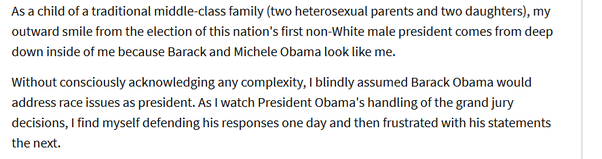 As a child of a traditional middle-class family (two heterosexual parents and two daughters), my
outward smile from the election of this nation's first non-White male president comes from deep
down inside of me because Barack and Michele Obama look like me.
Without consciously acknowledging any complexity, I blindly assumed Barack Obama would
address race issues as president. As I watch President Obama's handling of the grand jury
decisions, I find myself defending his responses one day and then frustrated with his statements
the next.